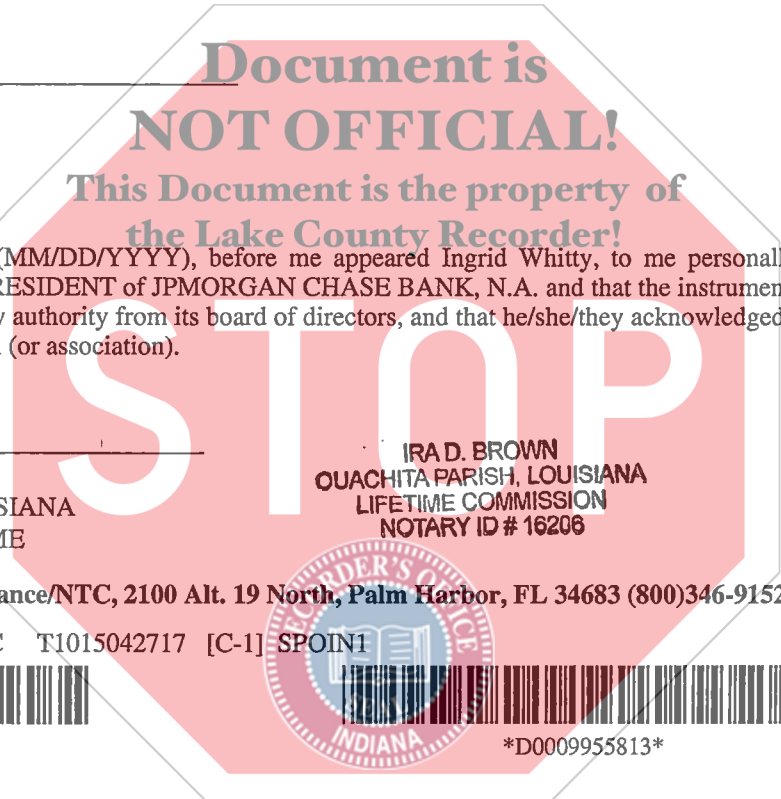 Document is
NOT OFFICIAL!
This Document is the property of
the Lake County Recorder!
(MM/DD/YYYY), before me appeared Ingrid Whitty, to me personall
RESIDENT of JPMORGAN CHASE BANK, N.A. and that the instrumen
y authority from its board of directors, and that he/she/they acknowledged
(or association).
STOP
IRA D. BROWN
OUACHITA PARISH, LOUISIANA
LIFETIME COMMISSION
NOTARY ID # 16206
SIANA
ME
ance/NTC, 2100 Alt. 19 North, Palm Harbor, FL 34683 (800)346-9152
C T1015042717 [C-1] SPOIN1
RECORDER'S OFFICE
SEAL
INDIANA
*D0009955813*